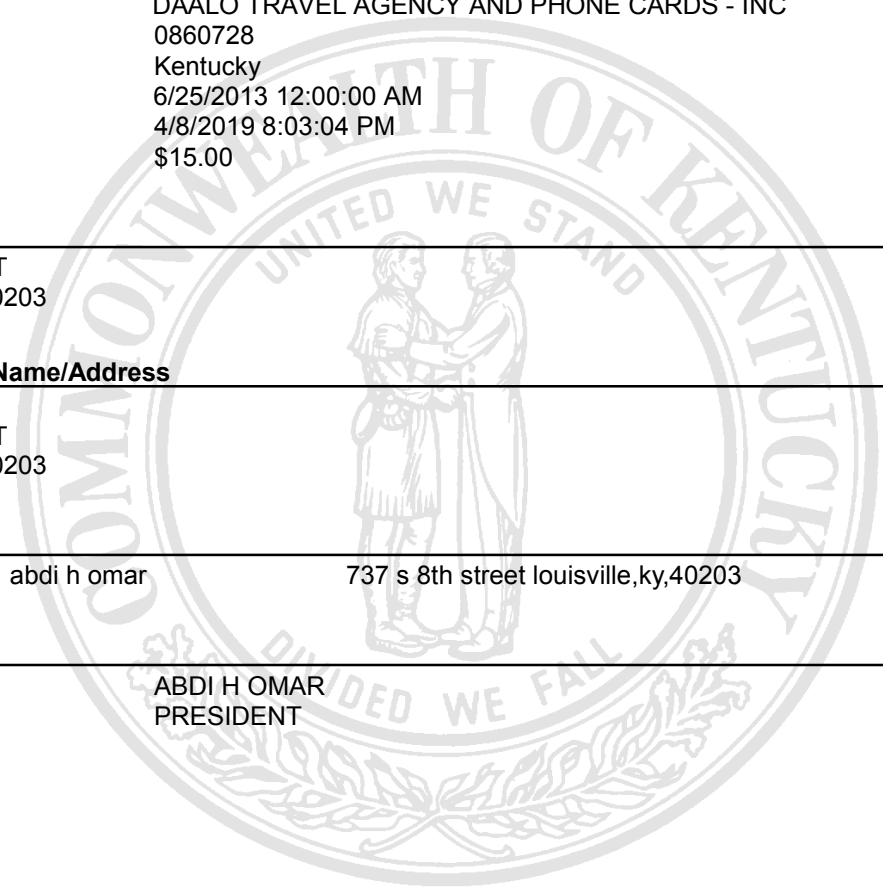 DAALO TRAVEL AGENCY AND PHONE CARDS - INC
0860728
Kentucky
6/25/2013 12:00:00 AM
4/8/2019 8:03:04 PM
$15.00
COMMONWEALTH OF KENTUCKY
UNITED WE STAND
T
0203
Name/Address
T
0203
abdi h omar 737 s 8th street louisville,ky,40203
DIVIDED WE FALL
ABDI H OMAR
PRESIDENT